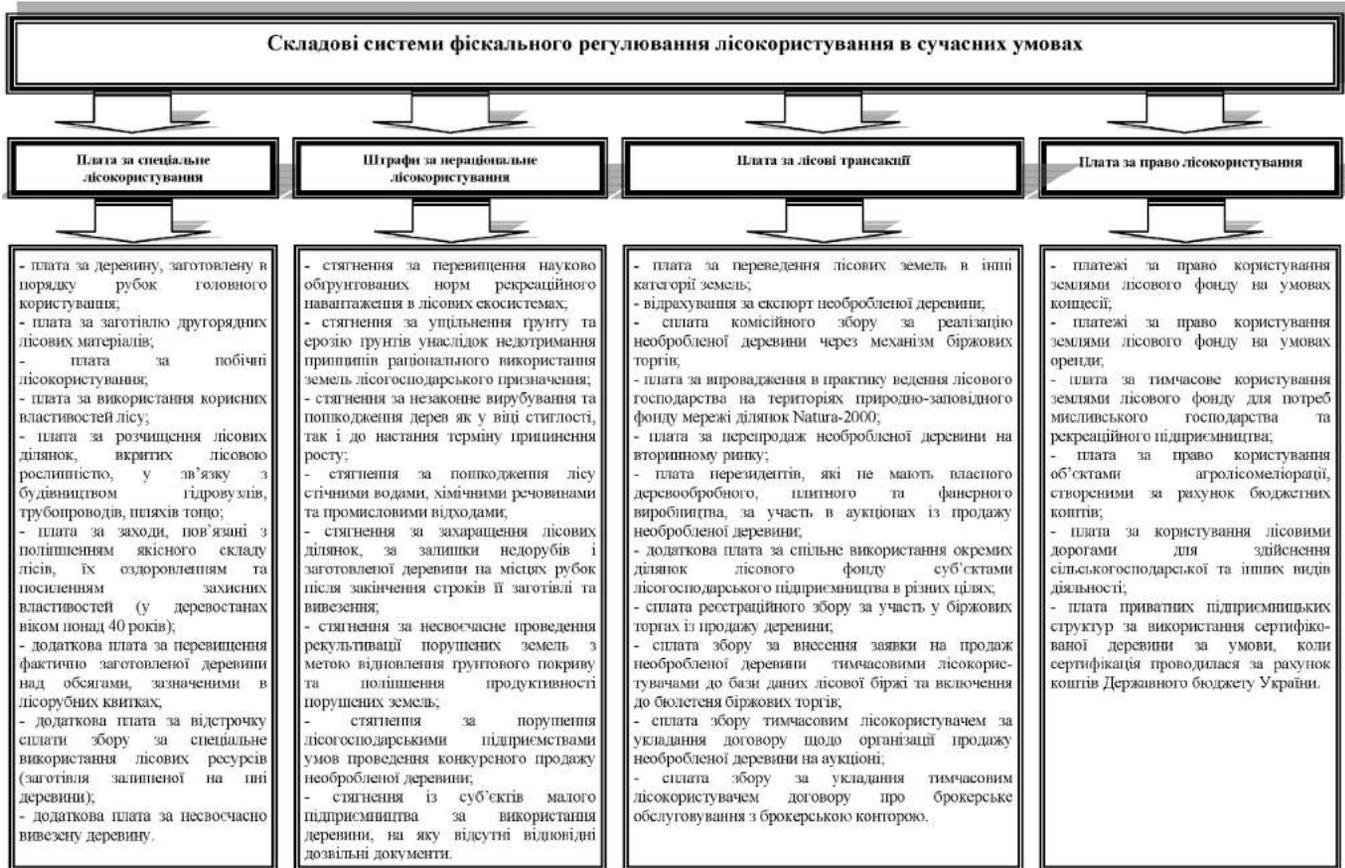 Складові системи фіскального регулювання лісокористування в сучасних умовах
Плата за спеціальне
лісокористування
Штрафи за нераціональне
лісокористування
Плата за лісові трансакції
Плата за право лісокористування
- плата за деревину, заготовлену в
порядку рубок головного
користування;
- плата за заготівлю другорядних
лісових матеріалів;
- плата за побічні
лісокористування;
- плата за використання корисних
властивостей лісу;
- плата за розчищення лісових
ділянок, вкритих лісовою
рослинністю, у зв’язку з
будівництвом гідровузлів,
трубопроводів, шляхів тощо;
- плата за заходи, пов’язані з
поліпшенням якісного складу
лісів, їх оздоровленням та
посиленням захисних
властивостей (у деревостанах
віком понад 40 років);
- додаткова плата за перевищення
фактично заготовленої деревини
над обсягами, зазначеними в
лісорубних квитках;
- додаткова плата за відстрочку
сплати збору за спеціальне
використання лісових ресурсів
(заготівля залишеної на пні
деревини);
- додаткова плата за несвоєчасно
вивезену деревину.
- стягнення за перевищення науково
обґрунтованих норм рекреаційного
навантаження в лісових екосистемах;
- стягнення за ущільнення ґрунту та
ерозію ґрунтів унаслідок недотримання
принципів раціонального використання
земель лісогосподарського призначення;
- стягнення за незаконне вирубування та
пошкодження дерев як у віці стиглості,
так і до настання терміну припинення
росту;
- стягнення за пошкодження лісу
стічними водами, хімічними речовинами
та промисловими відходами;
- стягнення за захаращення лісових
ділянок, за залишки недорубів і
заготовленої деревини на місцях рубок
після закінчення строків її заготівлі та
вивезення;
- стягнення за несвоєчасне проведення
рекультивації порушених земель з
метою відновлення ґрунтового покриву
та поліпшення продуктивності
порушених земель;
- стягнення за порушення
лісогосподарськими підприємствами
умов проведення конкурсного продажу
необробленої деревини;
- стягнення із суб’єктів малого
підприємництва за використання
деревини, на яку відсутні відповідні
дозвільні документи.
- плата за переведення лісових земель в інші
категорії земель;
- відрахування за експорт необробленої деревини;
- сплата комісійного збору за реалізацію
необробленої деревини через механізм біржових
торгів;
- плата за впровадження в практику ведення лісового
господарства на територіях природно-заповідного
фонду мережі ділянок Natura-2000;
- плата за перепродаж необробленої деревини на
вторинному ринку;
- плата нерезидентів, які не мають власного
деревообробного, плитного та фанерного
виробництва, за участь в аукціонах із продажу
необробленої деревини;
- додаткова плата за спільне використання окремих
ділянок лісового фонду суб’єктами
лісогосподарського підприємництва в різних цілях;
- сплата реєстраційного збору за участь у біржових
торгах із продажу деревини;
- сплата збору за внесення заявки на продаж
необробленої деревини тимчасовими лісокорис-
тувачами до бази даних лісової біржі та включення
до бюлетеня біржових торгів;
- сплата збору тимчасовим лісокористувачем за
укладання договору щодо організації продажу
необробленої деревини на аукціоні;
- сплата збору за укладання тимчасовим
лісокористувачем договору про брокерське
обслуговування з брокерською конторою.
- платежі за право користування
землями лісового фонду на умовах
концесії;
- платежі за право користування
землями лісового фонду на умовах
оренди;
- плата за тимчасове користування
землями лісового фонду для потреб
мисливського господарства та
рекреаційного підприємництва;
- плата за право користування
об’єктами агролісомеліорації,
створеними за рахунок бюджетних
коштів;
- плата за користування лісовими
дорогами для здійснення
сільськогосподарської та інших видів
діяльності;
- плата приватних підприємницьких
структур за використання сертифіко-
ваної деревини за умови, коли
сертифікація проводилася за рахунок
коштів Державного бюджету України.